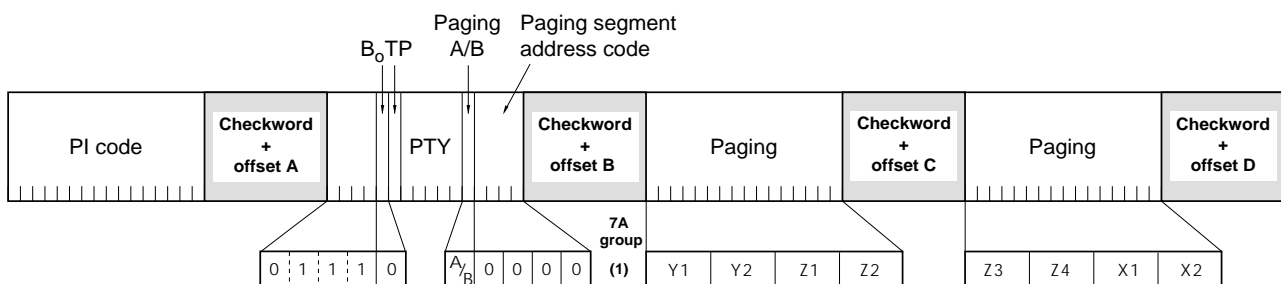 Paging Paging segment
BoTP A/B address code
PI code
Checkword
+
offset A
PTY
Checkword
+
offset B
Paging
Checkword
+
offset C
Paging
Checkword
+
offset D
7A
group
0 1 1 1 0 A/B 0 0 0 0 (1) Y1 Y2 Z1 Z2 Z3 Z4 X1 X2